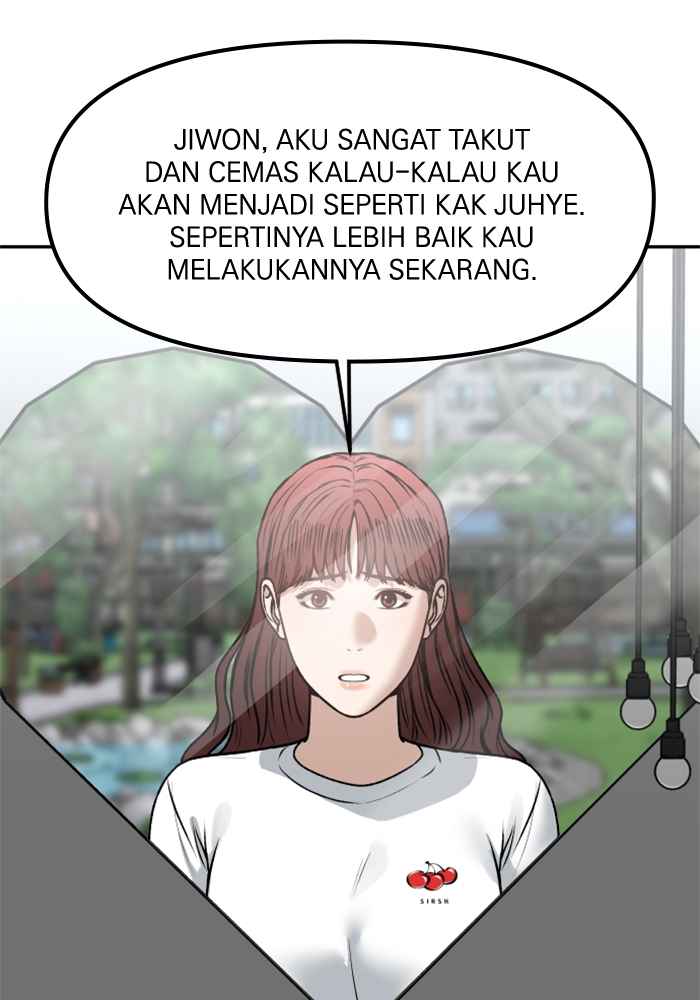 JIWON, AKU SANGAT TAKUT
DAN CEMAS KALAU-KALAU KAU
AKAN MENJADI SEPERTI KAK JUHYE.
SEPERTINYA LEBIH BAIK KAU
MELAKUKANNYA SEKARANG.
SIRSH